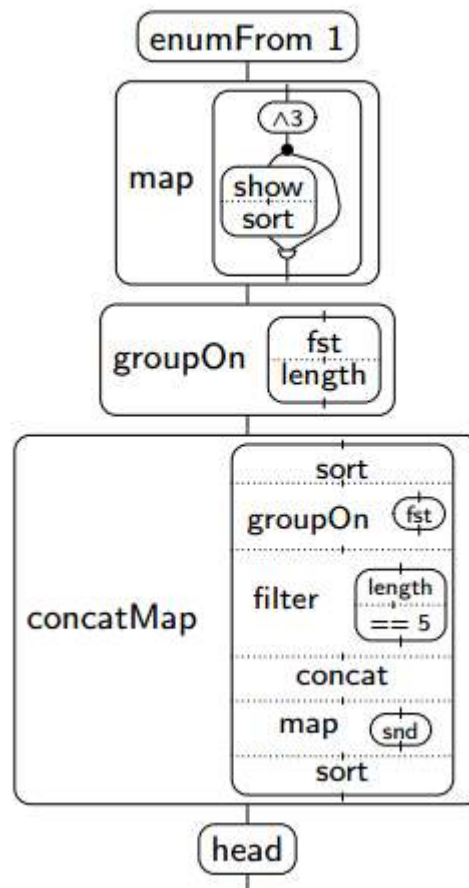 enumFrom 1
∧3
map
show
sort
fst
groupOn
length
sort
groupOn fst
length
filter
== 5
concatMap
concat
map snd
sort
head